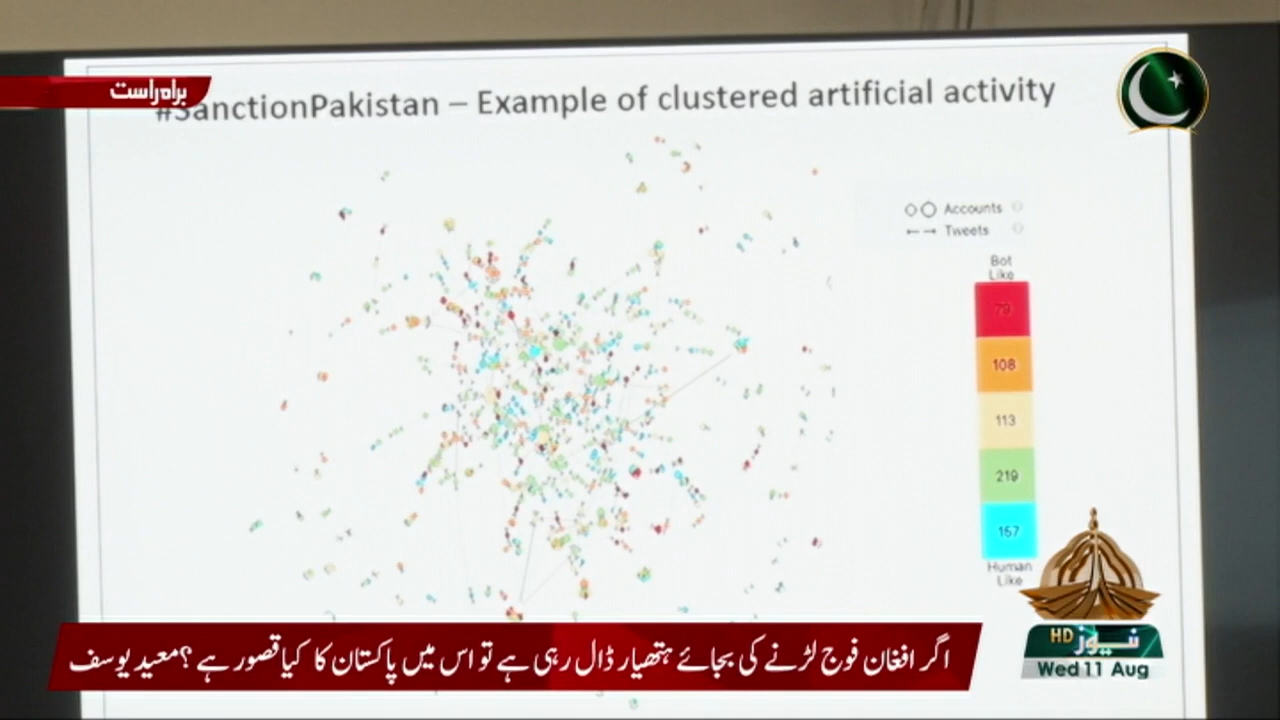 براہ راست
#SanctionPakistan – Example of clustered artificial activity
Accounts
Tweets
Bot
Like
79
108
113
219
157
Human
Like
HD نیوز
Wed 11 Aug
اگر افغان فوج لڑنے کی بجائے ہتھیار ڈال رہی ہے تو اس میں پاکستان کا کیا قصور ہے؟ معید یوسف